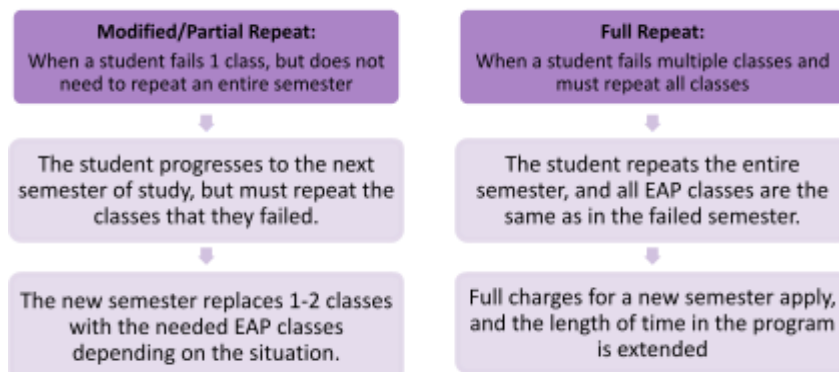 Modified/Partial Repeat:
When a student fails 1 class, but does not
need to repeat an entire semester
The student progresses to the next
semester of study, but must repeat the
classes that they failed.
The new semester replaces 1-2 classes
with the needed EAP classes
depending on the situation.
Full Repeat:
When a student fails multiple classes and
must repeat all classes
The student repeats the entire
semester, and all EAP classes are the
same as in the failed semester.
Full charges for a new semester apply,
and the length of time in the program
is extended